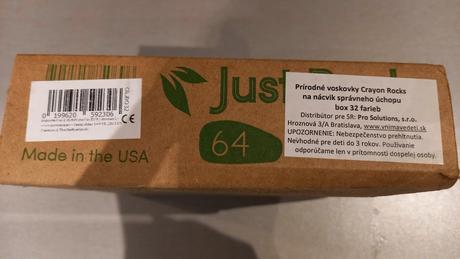 Just
64
Made in the USA
0 199620 592306
Prírodné voskovky Crayon Rocks
na nácvik správneho úchopu
box 32 farieb
Distribútor pre SR: Pro Solutions, s.r.o.
Hroznová 3/A Bratislava, www.vnimavedeti.sk
UPOZORNENIE: Nebezpečenstvo prehltnutia.
Nevhodné pre deti do 3 rokov. Používanie
odporúčame len v prítomnosti dospelej osoby.